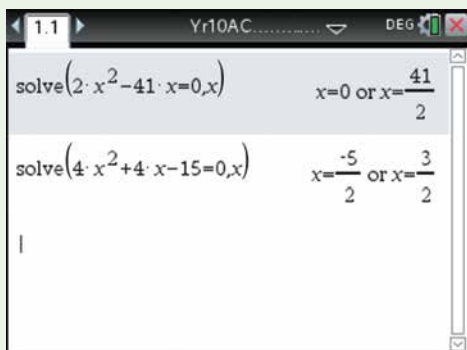 1.1 Yr10AC............ DEG
solve(2·x²−41·x=0,x) x=0 or x=41/2
solve(4·x²+4·x−15=0,x) x=-5/2 or x=3/2